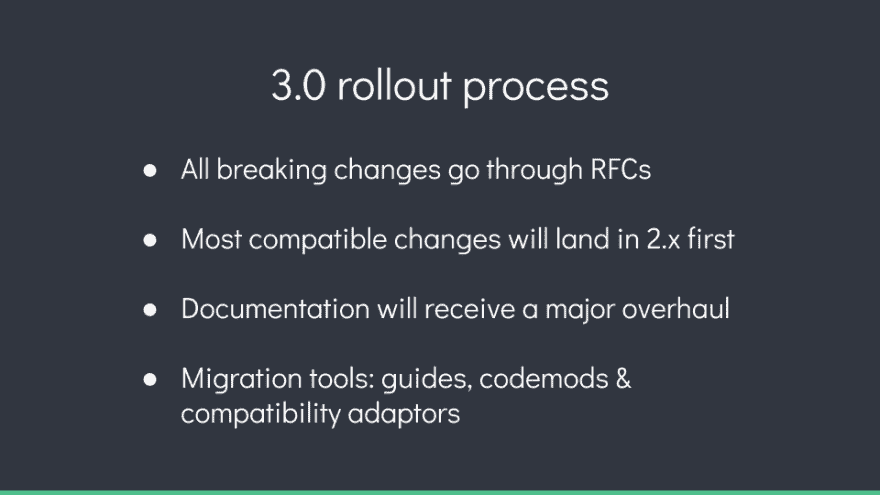 3.0 rollout process
● All breaking changes go through RFCs
● Most compatible changes will land in 2.x first
● Documentation will receive a major overhaul
● Migration tools: guides, codemods &
compatibility adaptors